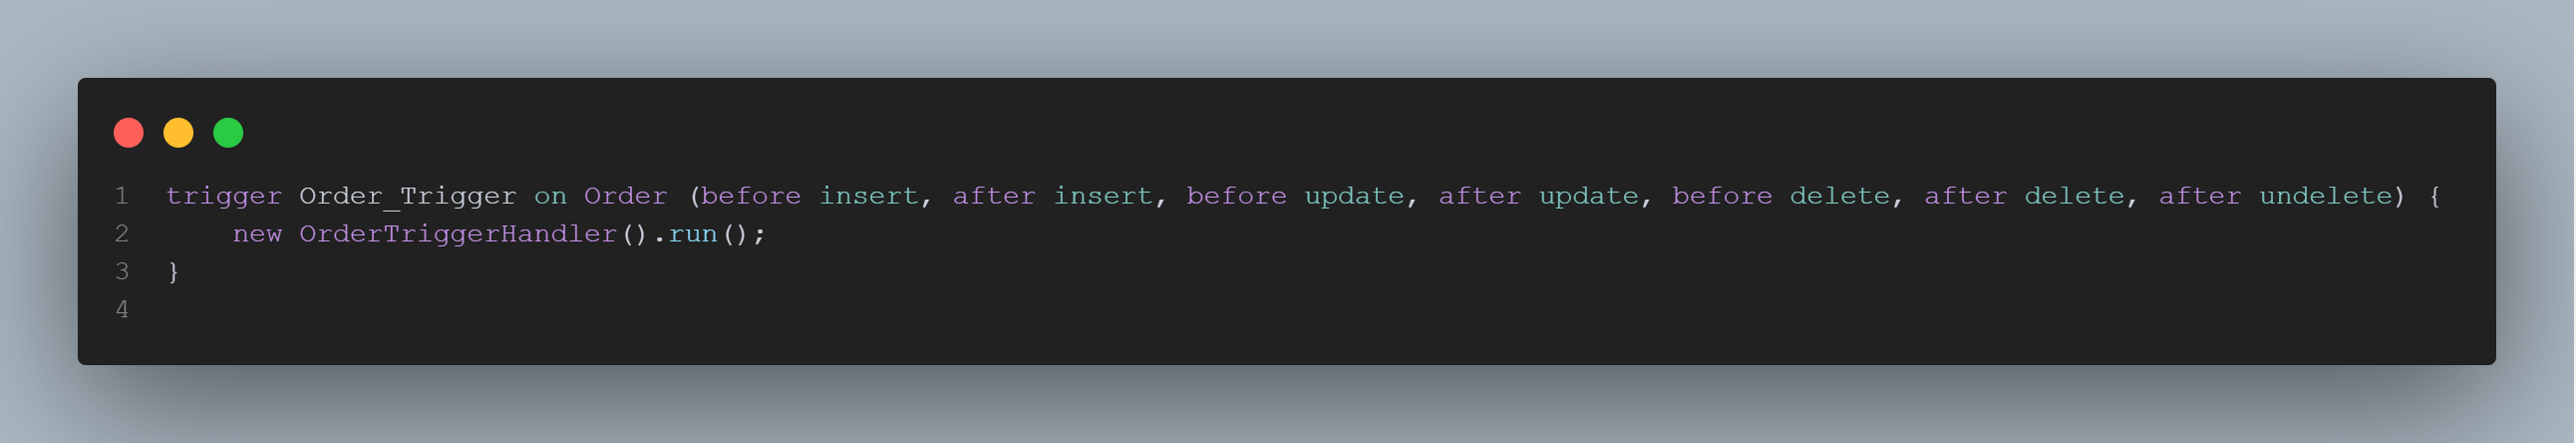 1 trigger Order_Trigger on Order (before insert, after insert, before update, after update, before delete, after delete, after undelete) {
2     new OrderTriggerHandler().run();
3 }
4